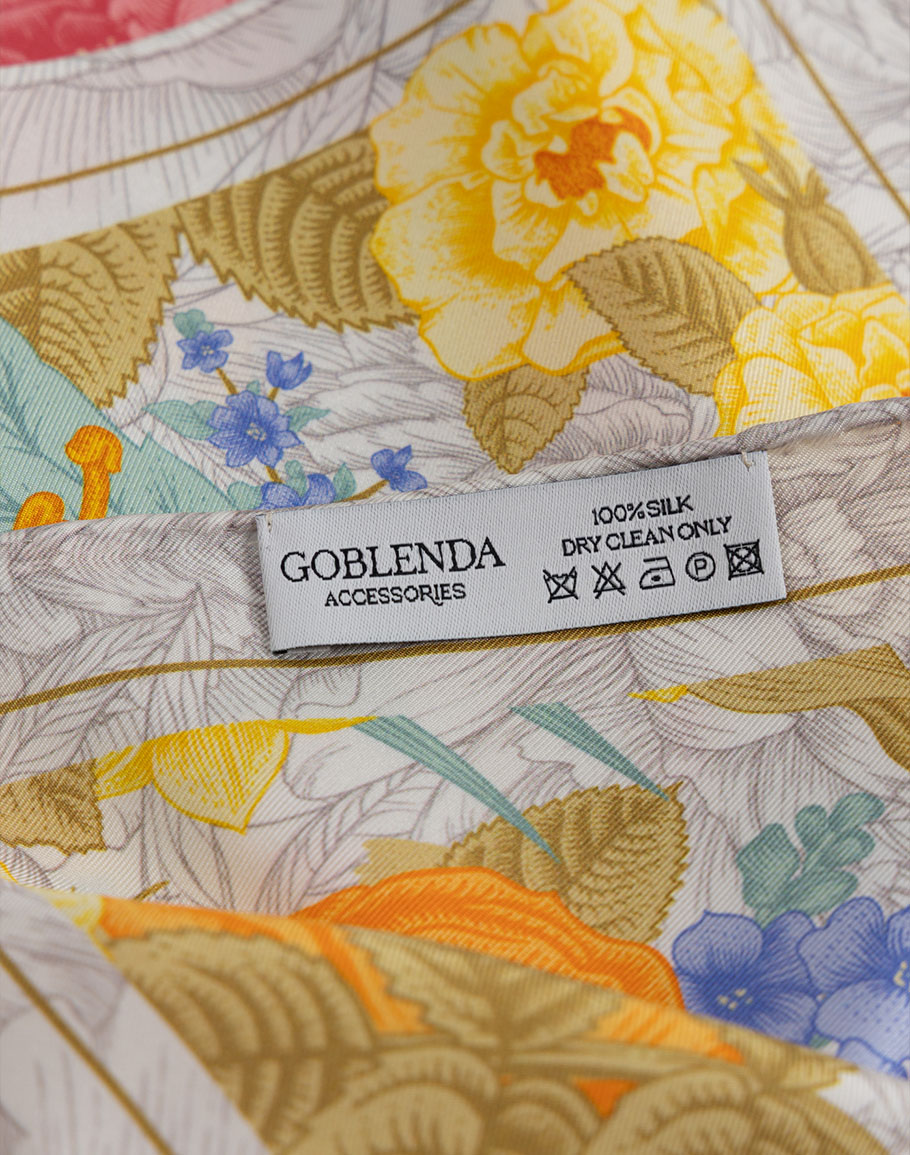 GOBLENDA
ACCESSORIES
100% SILK
DRY CLEAN ONLY
P